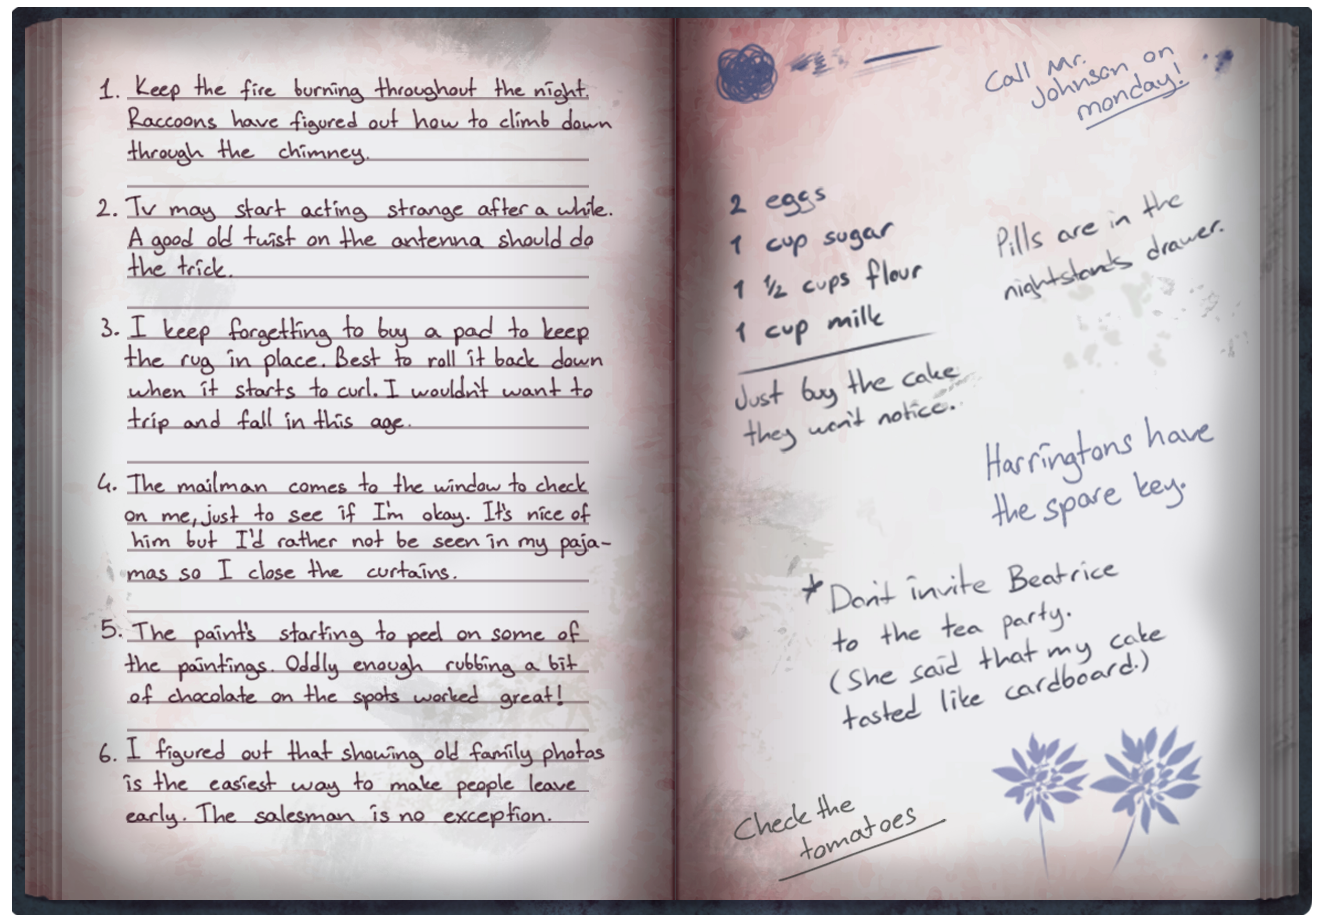 1. Keep the fire burning throughout the night.
Raccoons have figured out how to climb down
through the chimney.
2. Tv may start acting strange after a while.
A good old twist on the antenna should do
the trick.
3. I keep forgetting to buy a pad to keep
the rug in place. Best to roll it back down
when it starts to curl. I wouldn't want to
trip and fall in this age.
4. The mailman comes to the window to check
on me, just to see if I'm okay. It's nice of
him but I'd rather not be seen in my paja-
mas so I close the curtains.
5. The paint's starting to peel on some of
the paintings. Oddly enough rubbing a bit
of chocolate on the spots worked great!
6. I figured out that showing old family photos
is the easiest way to make people leave
early. The salesman is no exception.
Call Mr.
Johnson on
monday!
2 eggs
1 cup sugar
1 1/2 cups flour
1 cup milk
Just buy the cake
they won't notice.
Pills are in the
nightstands drawer.
Harringtons have
the spare key.
* Don't invite Beatrice
to the tea party.
(She said that my cake
tasted like cardboard.)
Check the
tomatoes